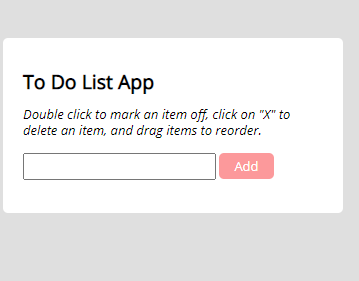 To Do List App
Double click to mark an item off, click on "X" to
delete an item, and drag items to reorder.
Add